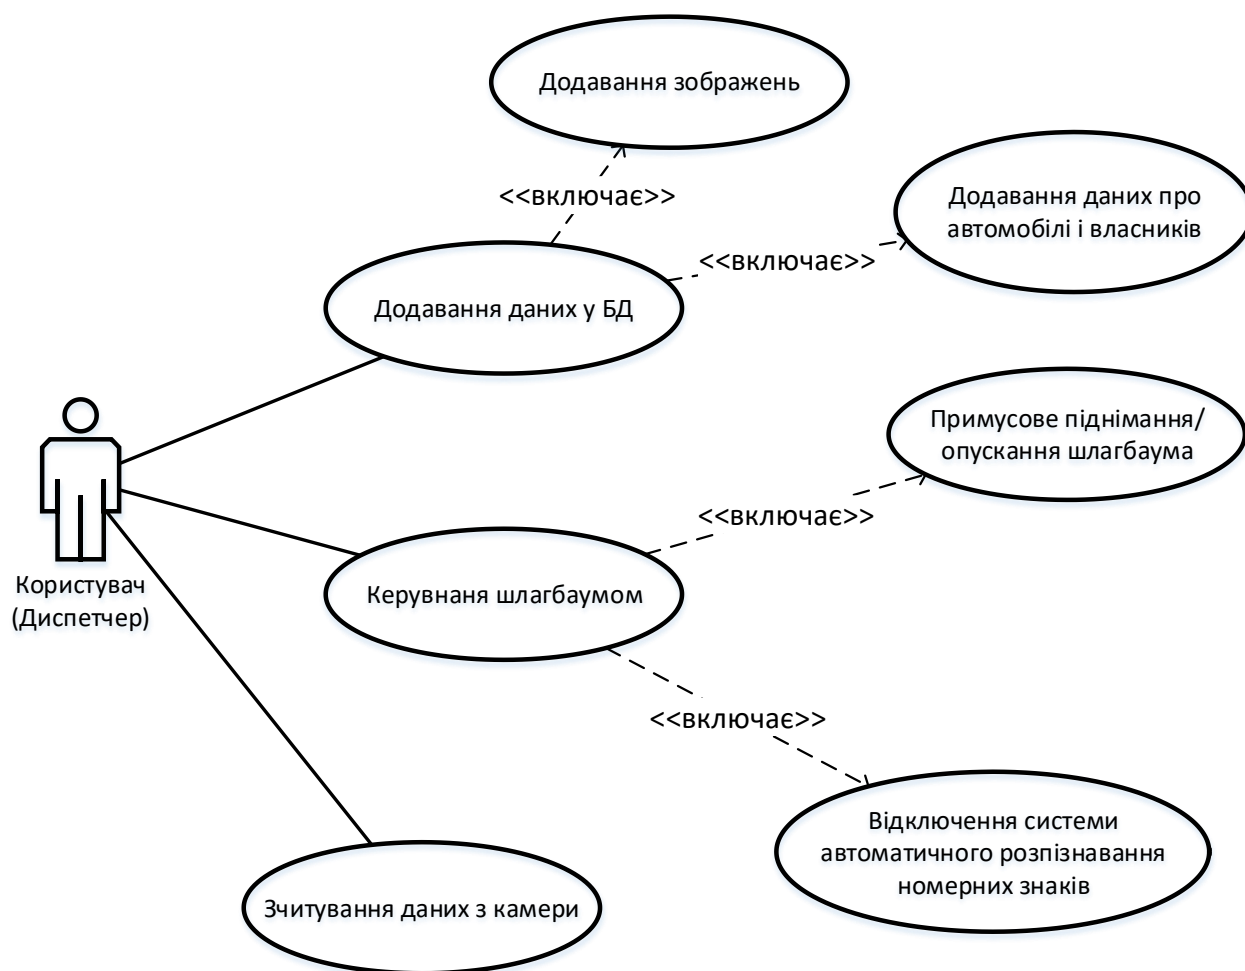 Додавання зображень
<<включає>>
Додавання даних про
автомобілі і власників
<<включає>>
Додавання даних у БД
Примусове піднімання/
опускання шлагбаума
<<включає>>
Користувач
(Диспетчер)
Керувнаня шлагбаумом
<<включає>>
Відключення системи
автоматичного розпізнавання
номерних знаків
Зчитування даних з камери